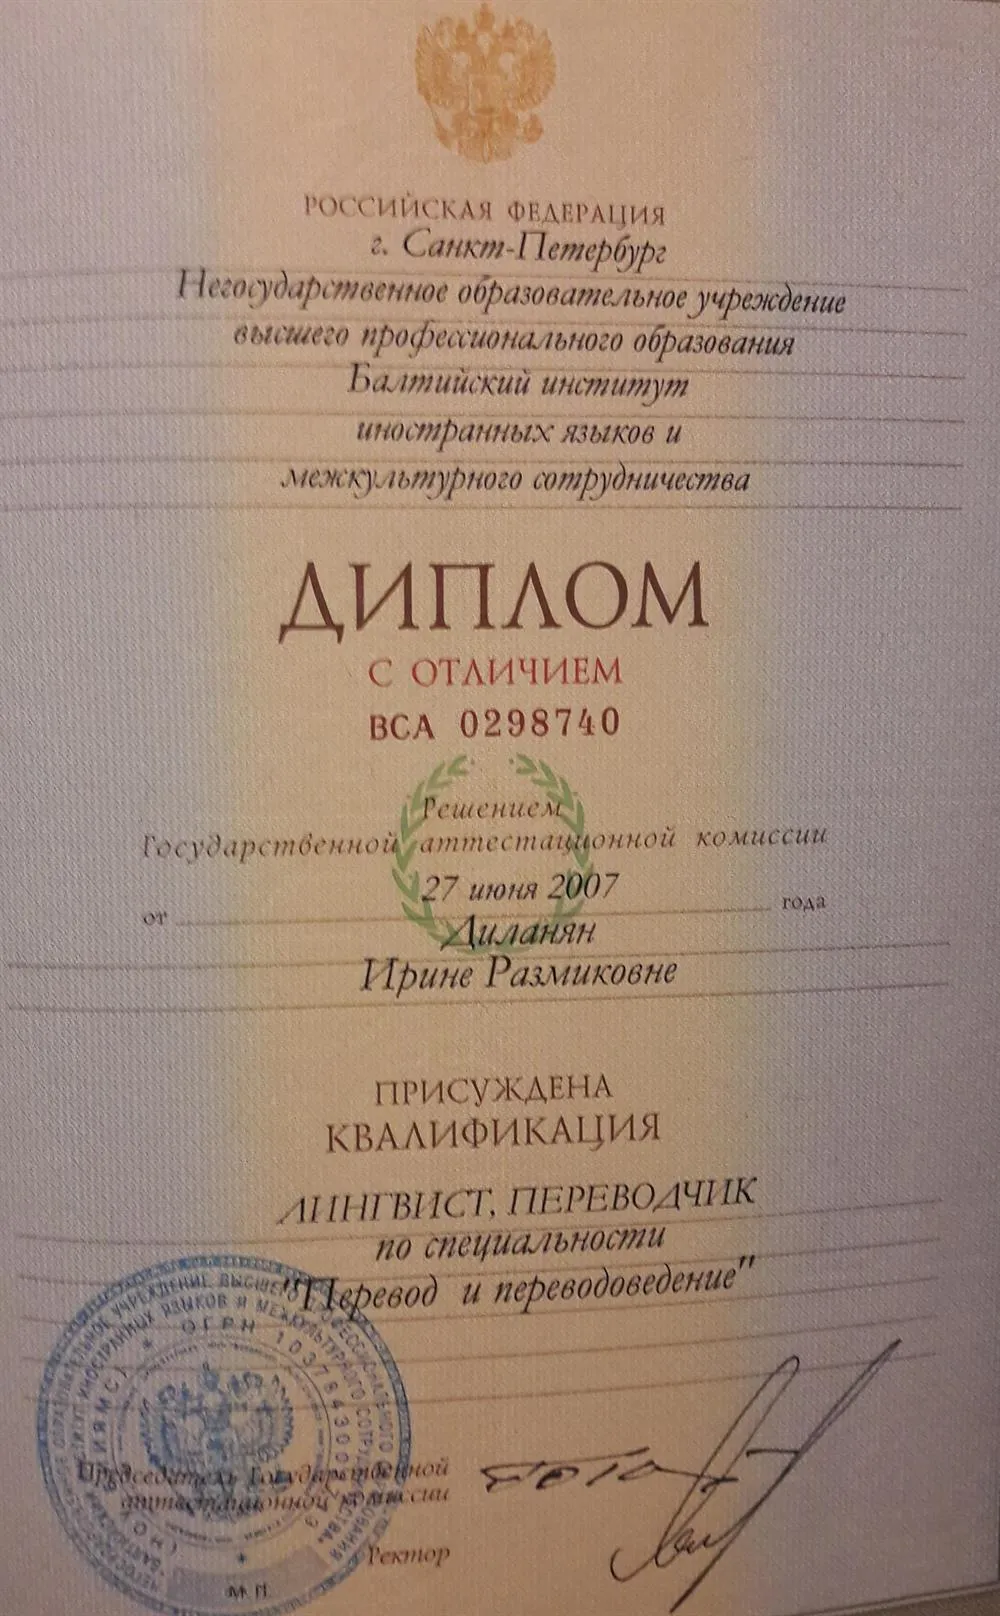 РОССИЙСКАЯ ФЕДЕРАЦИЯ
г. Санкт-Петербург
Негосударственное образовательное учреждение
высшего профессионального образования
Балтийский институт
иностранных языков и
межкультурного сотрудничества
ДИПЛОМ
С ОТЛИЧИЕМ
ВСА 0298740
Решением
Государственной аттестационной комиссии
27 июня 2007
от года
Диланян
Ирине Размиковне
ПРИСУЖДЕНА
КВАЛИФИКАЦИЯ
ЛИНГВИСТ, ПЕРЕВОДЧИК
по специальности
"Перевод и переводоведение"
Председатель Государственной
аттестационной комиссии
Ректор
М.П.